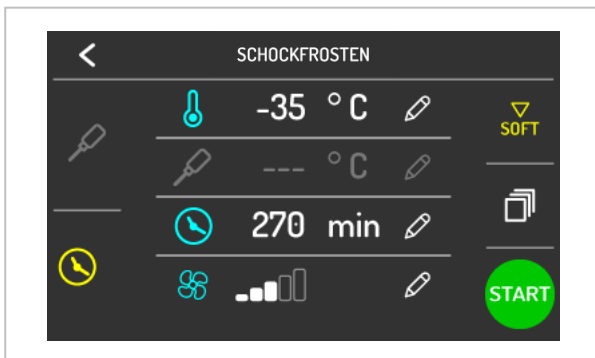 SCHOCKFROSTEN
-35 °C
SOFT
--- °C
270 min
START